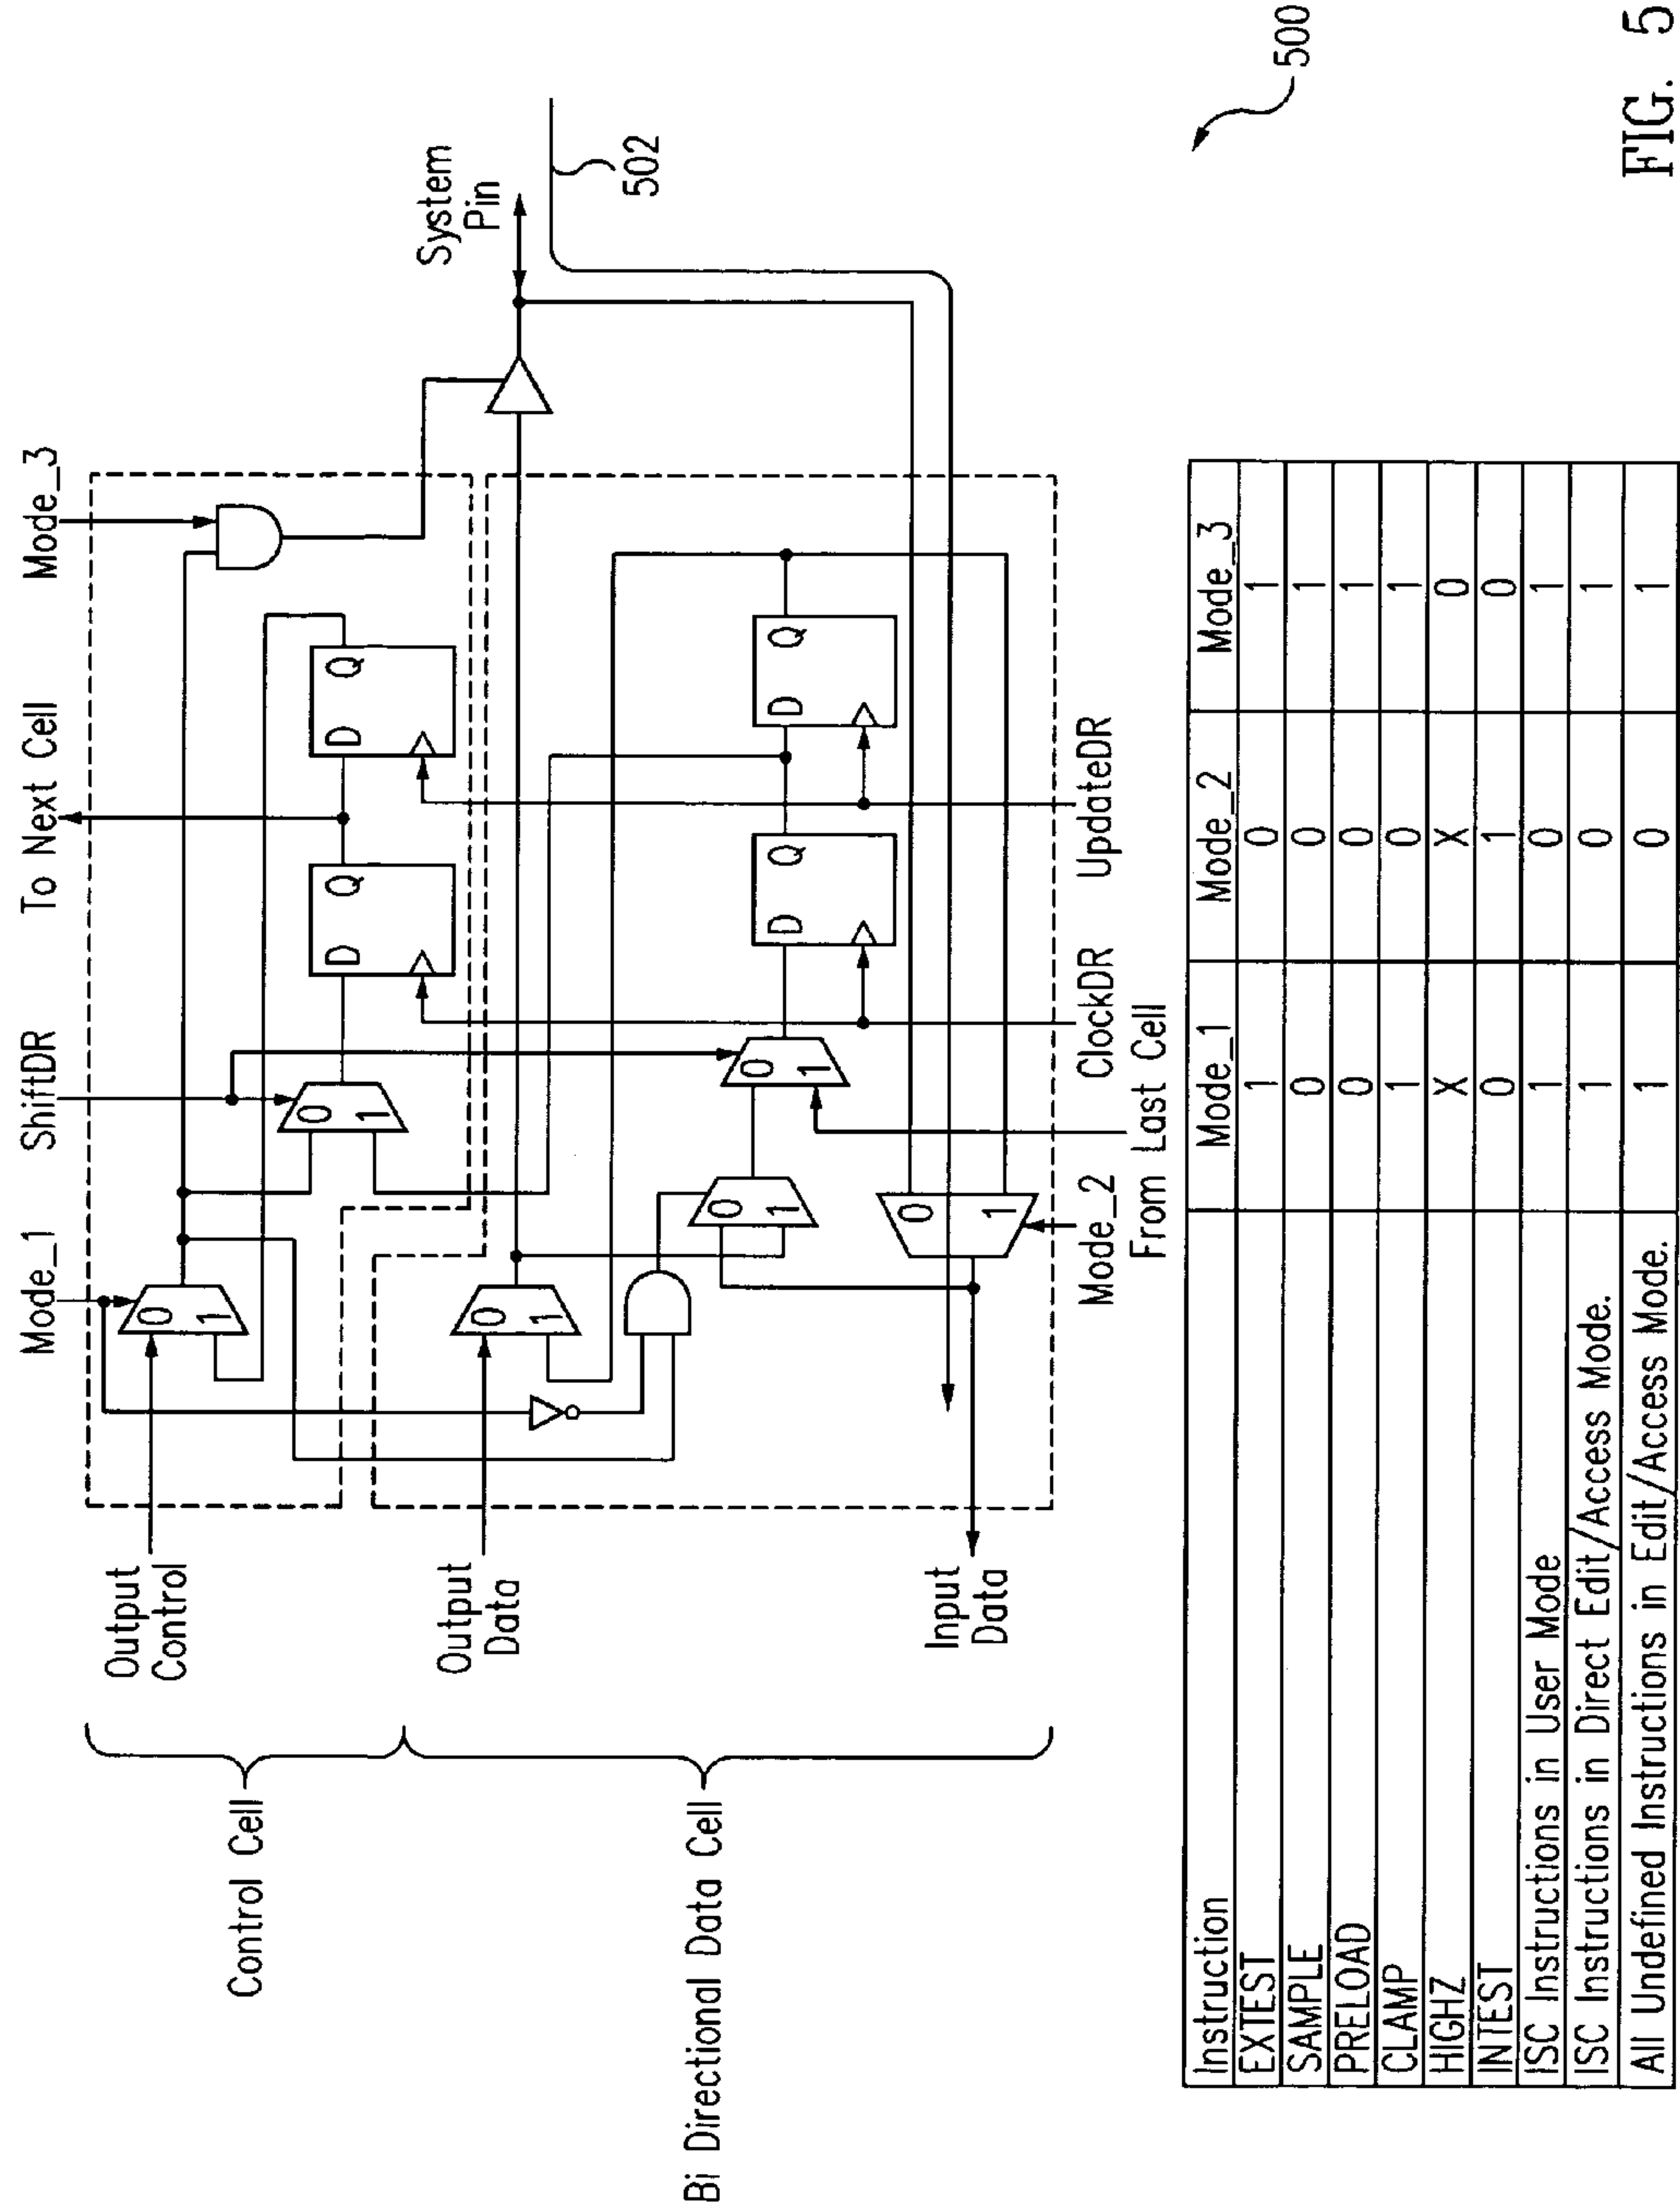 Mode_1
ShiftDR
To Next Cell
Mode_3
Output
Control
0
1
0
1
D
Q
D
Q
Control Cell
System
Pin
502
Output
Data
0
1
Bi Directional Data Cell
0
1
0
1
D
Q
D
Q
Input
Data
0
1
Mode_2
ClockDR
UpdateDR
From Last Cell
500
Instruction Mode_1 Mode_2 Mode_3
EXTEST 1 0 1
SAMPLE 0 0 1
PRELOAD 0 0 1
CLAMP 1 0 1
HIGHZ X X 0
INTEST 0 1 0
ISC Instructions in User Mode 1 0 1
ISC Instructions in Direct Edit/Access Mode. 1 0 1
All Undefined Instructions in Edit/Access Mode. 1 0 1
FIG. 5